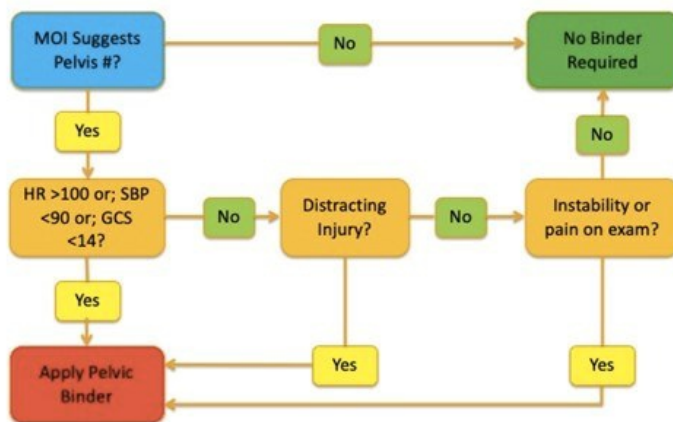 MOI Suggests
Pelvis #?
No
No Binder
Required
Yes
No
HR >100 or; SBP
<90 or; GCS
<14?
No
Distracting
Injury?
No
Instability or
pain on exam?
Yes
Apply Pelvic
Binder
Yes
Yes